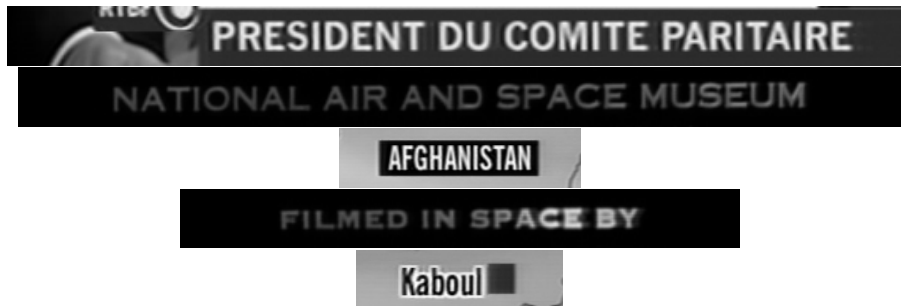 PRESIDENT DU COMITE PARITAIRE
NATIONAL AIR AND SPACE MUSEUM
AFGHANISTAN
FILMED IN SPACE BY
Kaboul